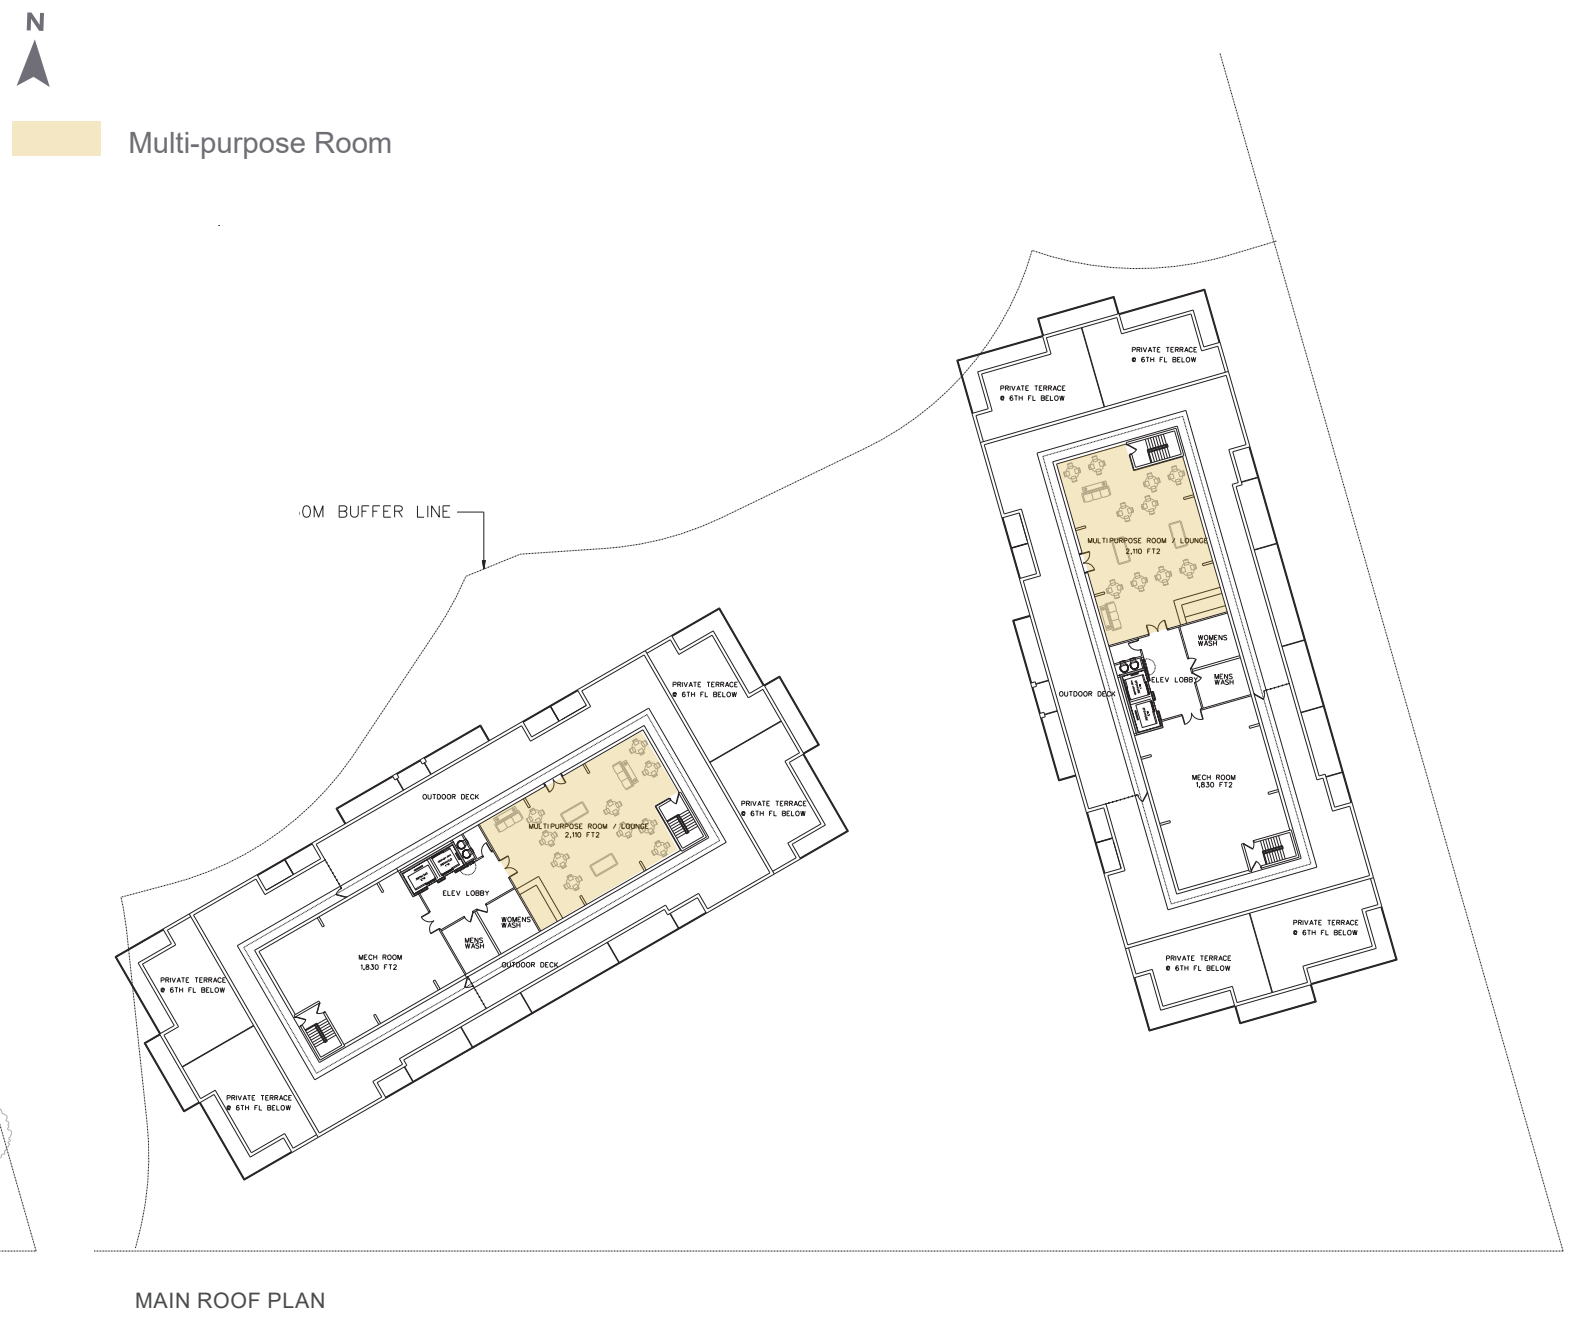 N
Multi-purpose Room
PRIVATE TERRACE
@ 6TH FL BELOW
PRIVATE TERRACE
@ 6TH FL BELOW
0M BUFFER LINE
MULTIPURPOSE ROOM / LOUNGE
2,110 FT2
WOMENS
WASH
MENS
WASH
ELEV LOBBY
OUTDOOR DECK
MECH ROOM
1,830 FT2
PRIVATE TERRACE
@ 6TH FL BELOW
PRIVATE TERRACE
@ 6TH FL BELOW
PRIVATE TERRACE
@ 6TH FL BELOW
OUTDOOR DECK
PRIVATE TERRACE
@ 6TH FL BELOW
MULTIPURPOSE ROOM / LOUNGE
2,110 FT2
ELEV LOBBY
WOMENS
WASH
MENS
WASH
MECH ROOM
1,830 FT2
OUTDOOR DECK
PRIVATE TERRACE
@ 6TH FL BELOW
PRIVATE TERRACE
@ 6TH FL BELOW
MAIN ROOF PLAN